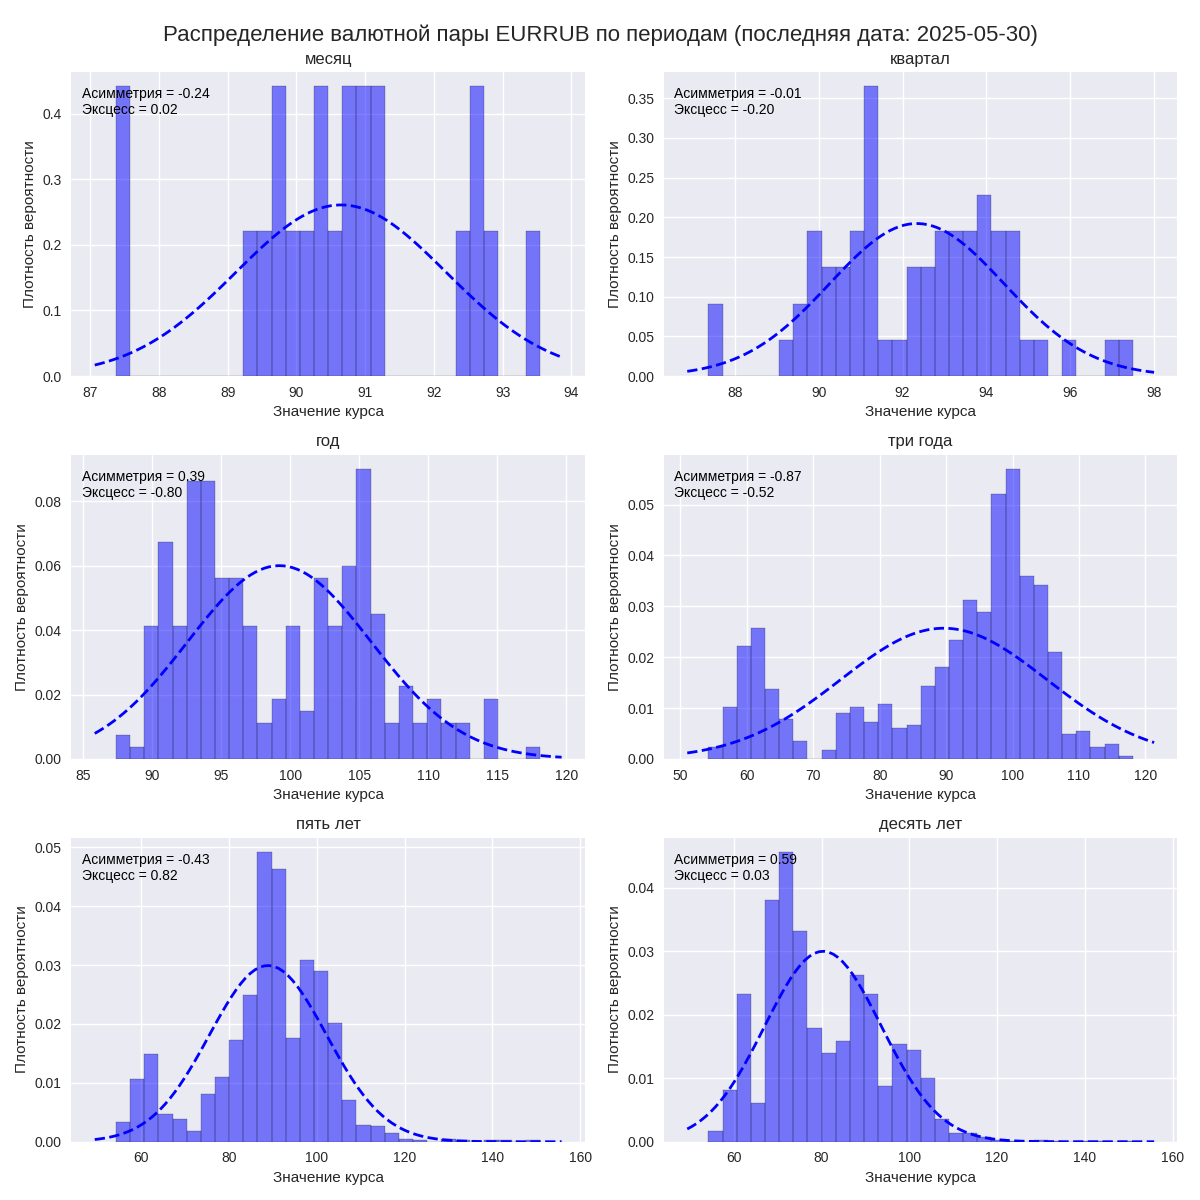 Распределение валютной пары EURRUB по периодам (последняя дата: 2025-05-30)
месяц
Асимметрия = -0.24
Эксцесс = 0.02
Плотность вероятности
0.4
0.3
0.2
0.1
0.0
87 88 89 90 91 92 93 94
Значение курса
квартал
Асимметрия = -0.01
Эксцесс = -0.20
Плотность вероятности
0.35
0.30
0.25
0.20
0.15
0.10
0.05
0.00
88 90 92 94 96 98
Значение курса
год
Асимметрия = 0.39
Эксцесс = -0.80
Плотность вероятности
0.08
0.06
0.04
0.02
0.00
85 90 95 100 105 110 115 120
Значение курса
три года
Асимметрия = -0.87
Эксцесс = -0.52
Плотность вероятности
0.05
0.04
0.03
0.02
0.01
0.00
50 60 70 80 90 100 110 120
Значение курса
пять лет
Асимметрия = -0.43
Эксцесс = 0.82
Плотность вероятности
0.05
0.04
0.03
0.02
0.01
0.00
60 80 100 120 140 160
Значение курса
десять лет
Асимметрия = 0.59
Эксцесс = 0.03
Плотность вероятности
0.04
0.03
0.02
0.01
0.00
60 80 100 120 140 160
Значение курса